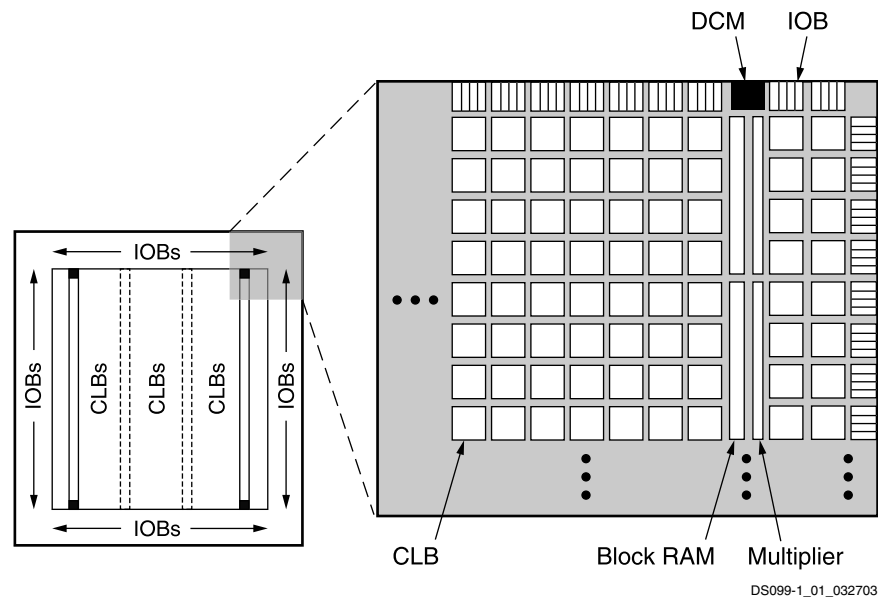 DCM
IOB
IOBs
IOBs
CLBs
CLBs
CLBs
IOBs
IOBs
CLB
Block RAM
Multiplier
DS099-1_01_032703